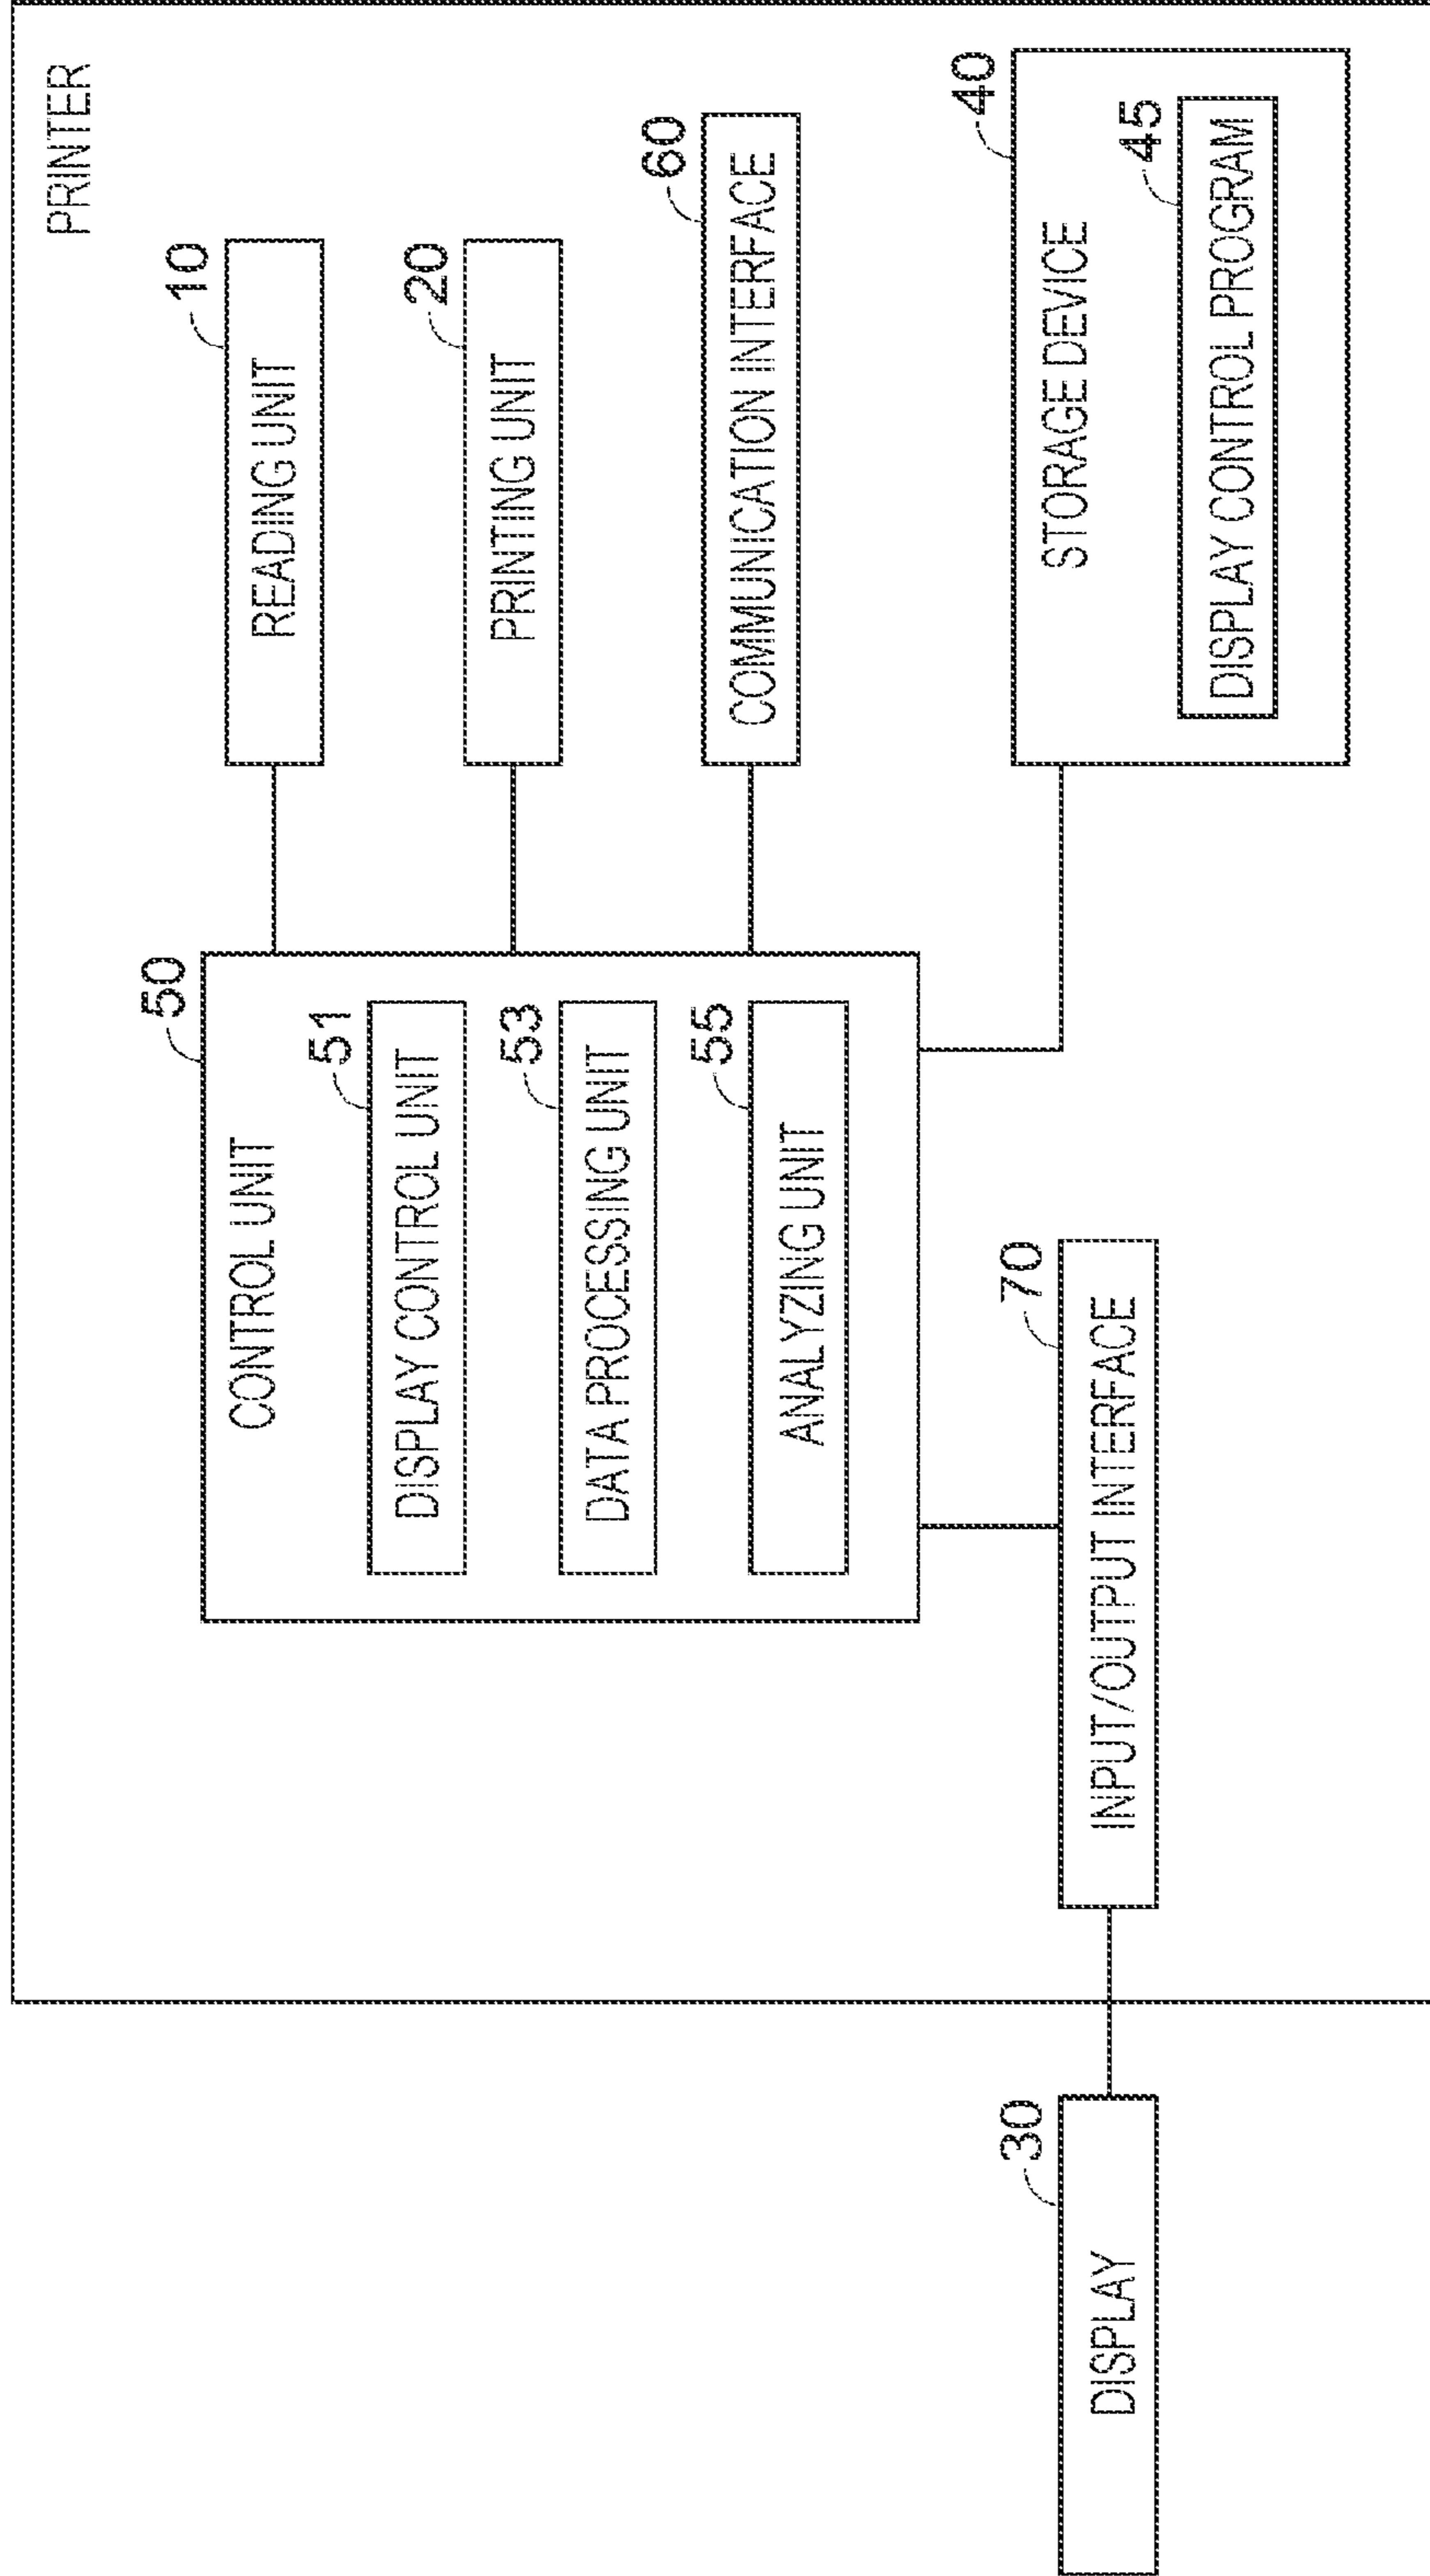 PRINTER
10
READING UNIT
20
PRINTING UNIT
60
COMMUNICATION INTERFACE
40
STORAGE DEVICE
45
DISPLAY CONTROL PROGRAM
50
CONTROL UNIT
51
DISPLAY CONTROL UNIT
53
DATA PROCESSING UNIT
55
ANALYZING UNIT
70
INPUT/OUTPUT INTERFACE
30
DISPLAY